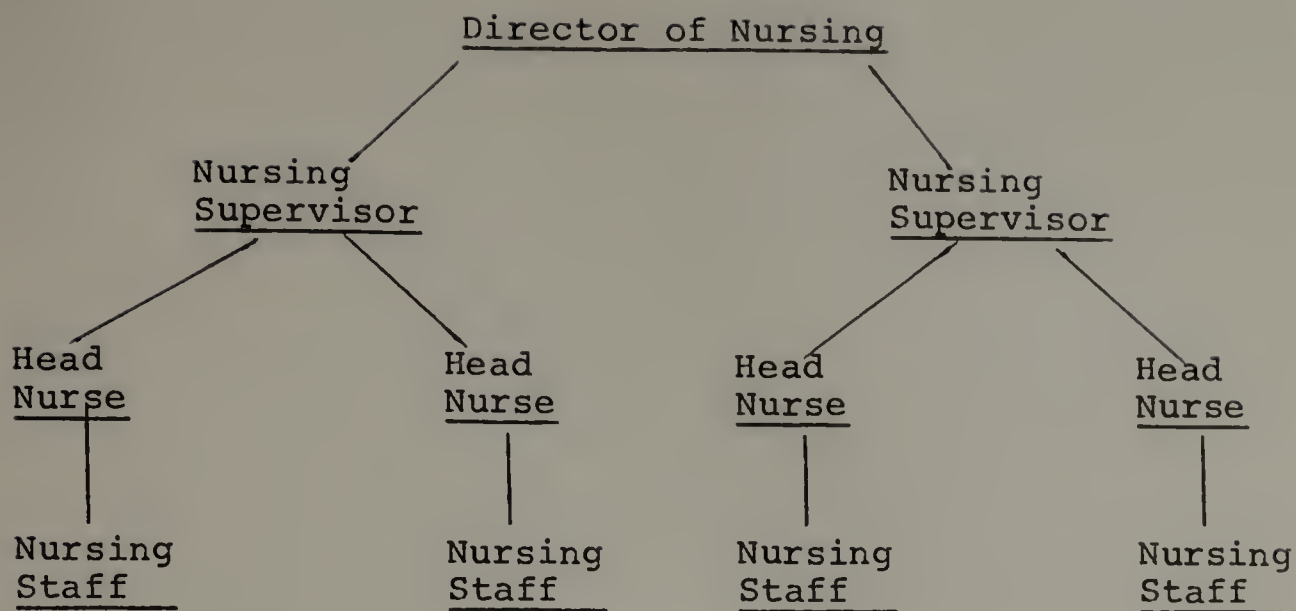 Director of Nursing
Nursing
Supervisor
Nursing
Supervisor
Head
Nurse
Head
Nurse
Head
Nurse
Head
Nurse
Nursing
Staff
Nursing
Staff
Nursing
Staff
Nursing
Staff